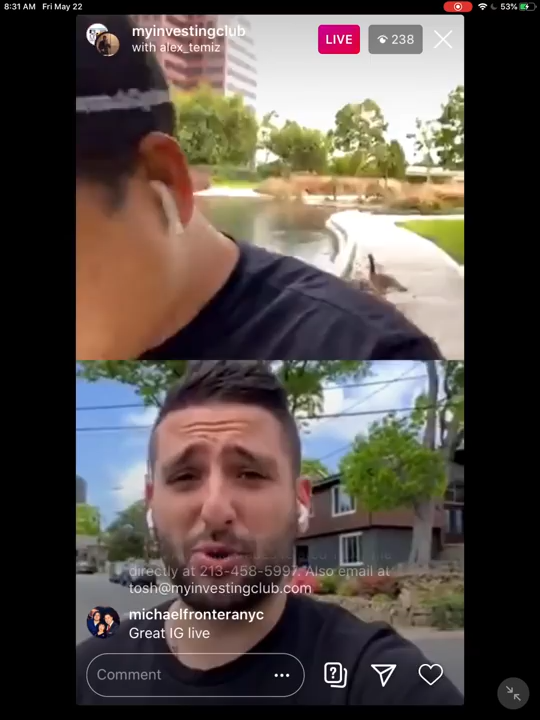 8:31 AM Fri May 22
53%
myinvestingclub
with alex_temiz
LIVE
238
directly at 213-458-5997. Also email at
tosh@myinvestingclub.com
michaelfronteranyc
Great IG live
Comment